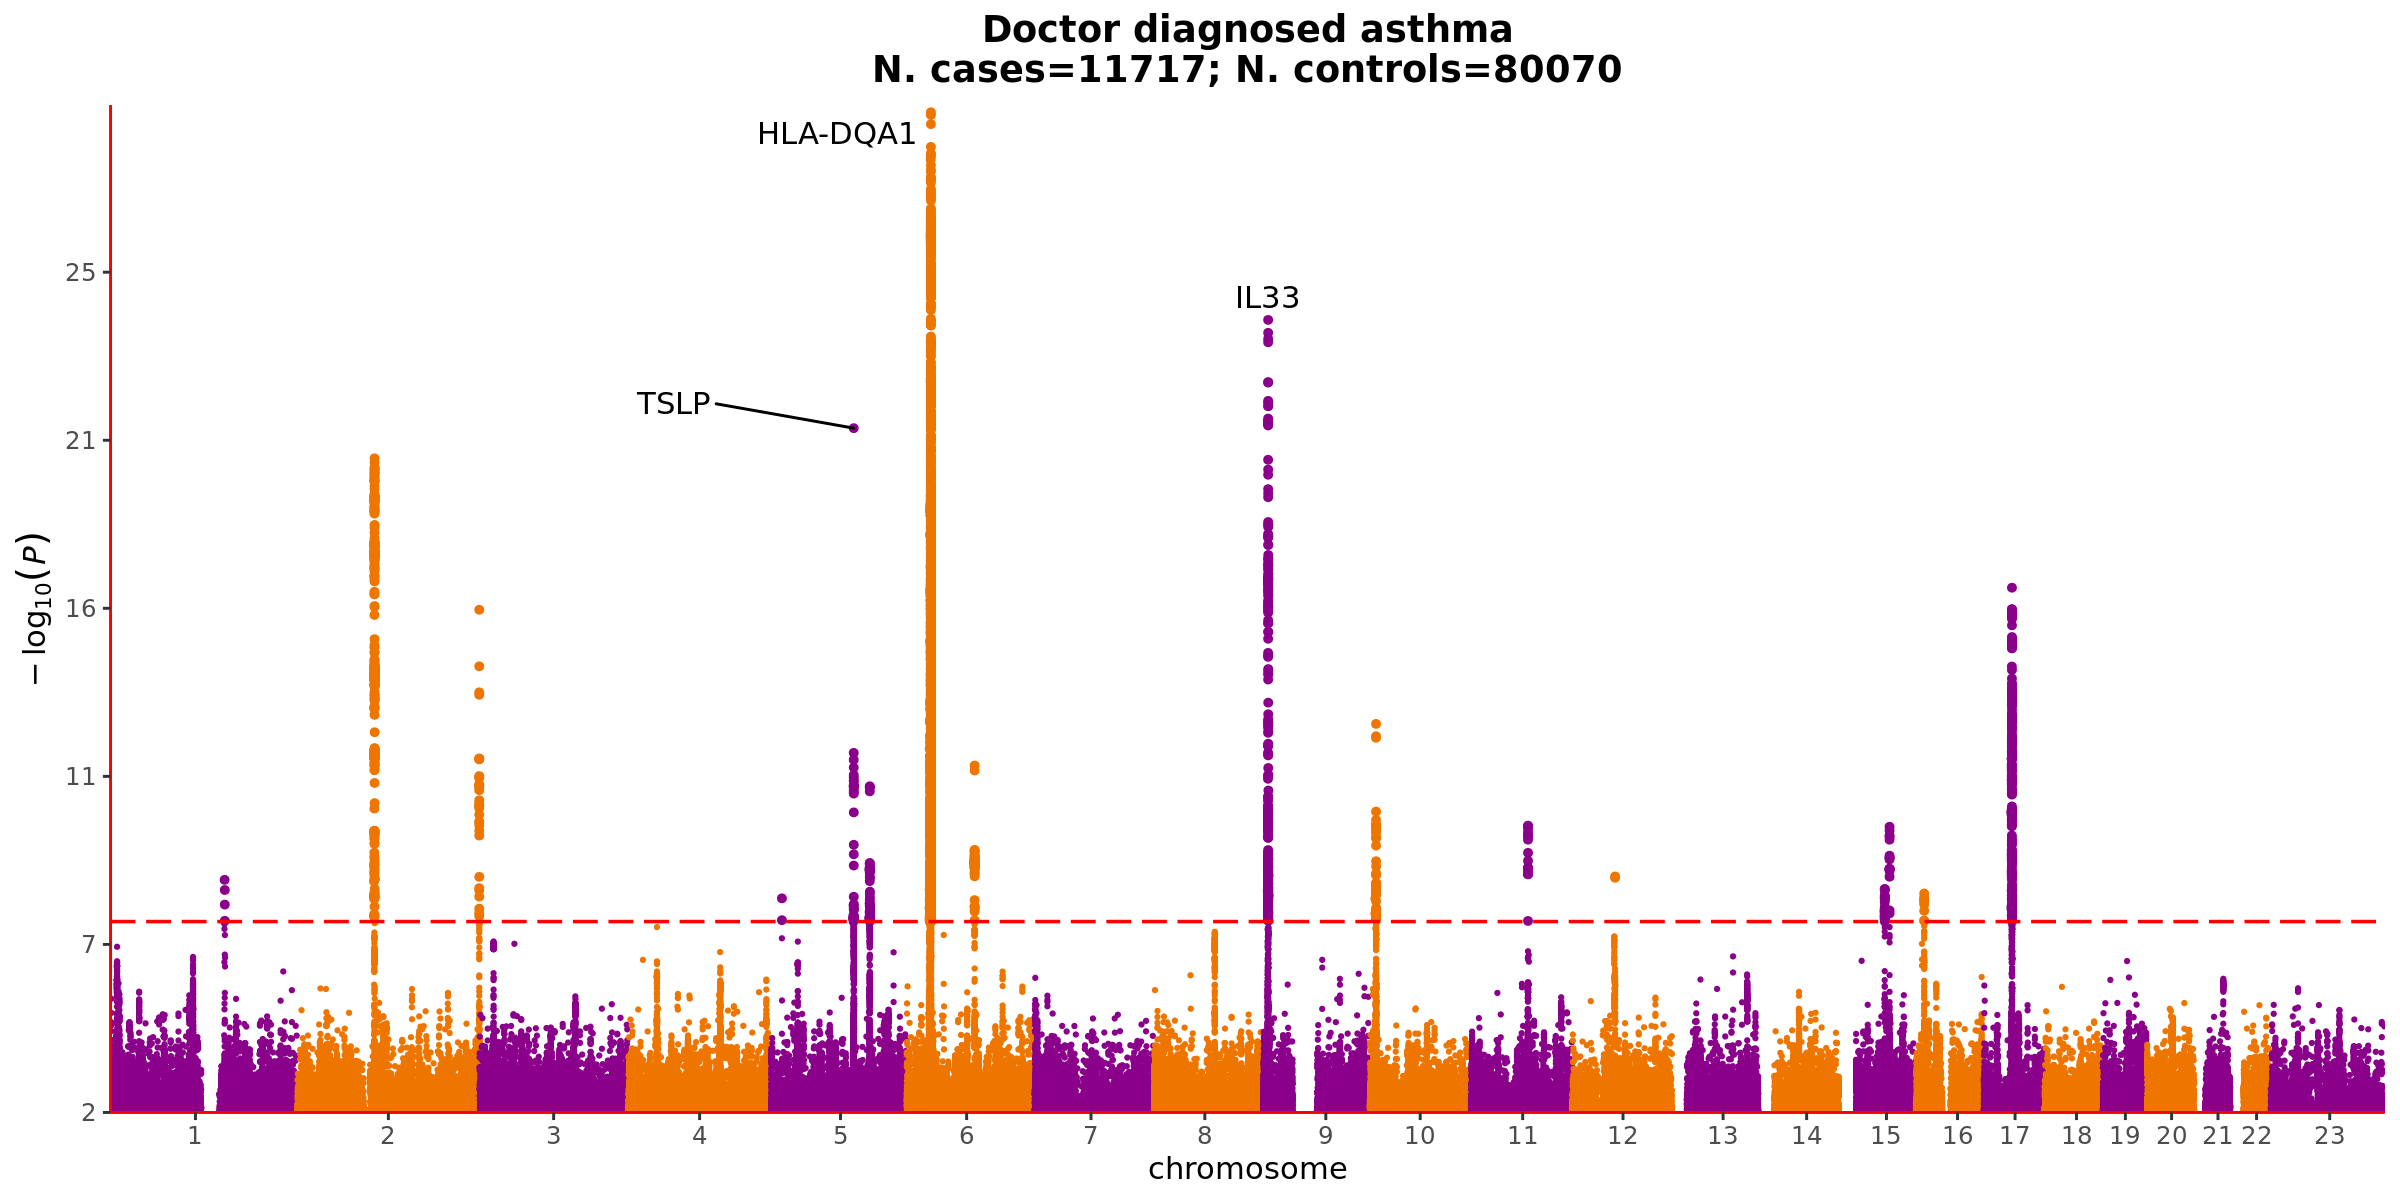 Doctor diagnosed asthma
N. cases=11717; N. controls=80070
HLA-DQA1
IL33
TSLP
25
21
16
11
7
2
− log10(P)
1 2 3 4 5 6 7 8 9 10 11 12 13 14 15 16 17 18 19 20 21 22 23
chromosome